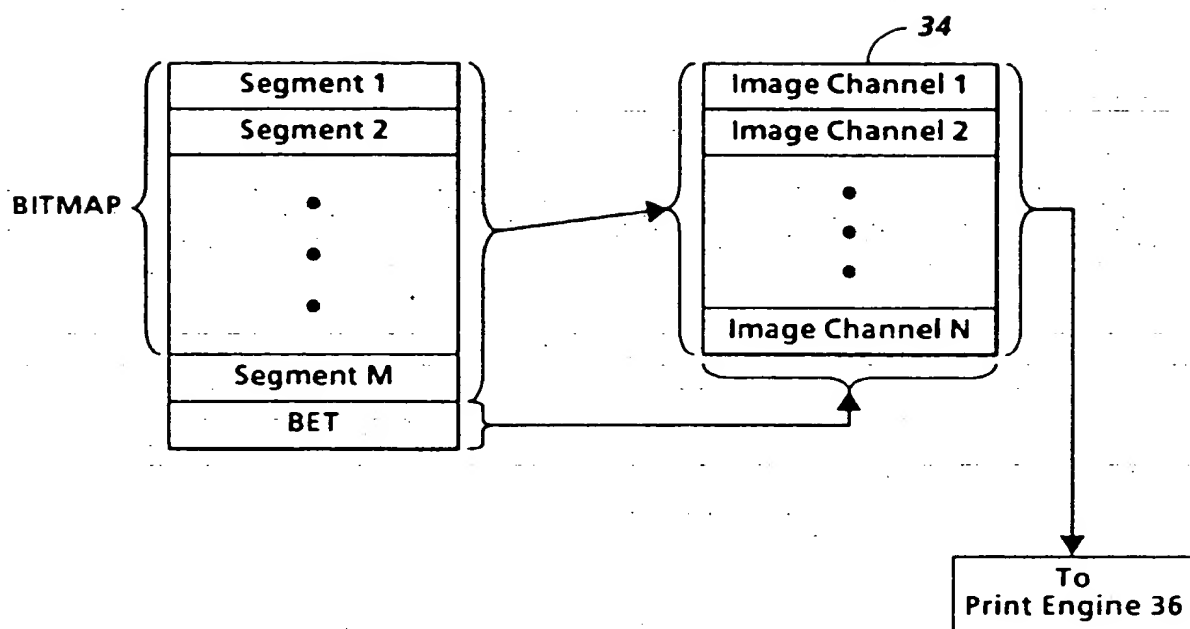 34
Segment 1
Segment 2
BITMAP
Segment M
BET
Image Channel 1
Image Channel 2
Image Channel N
To
Print Engine 36